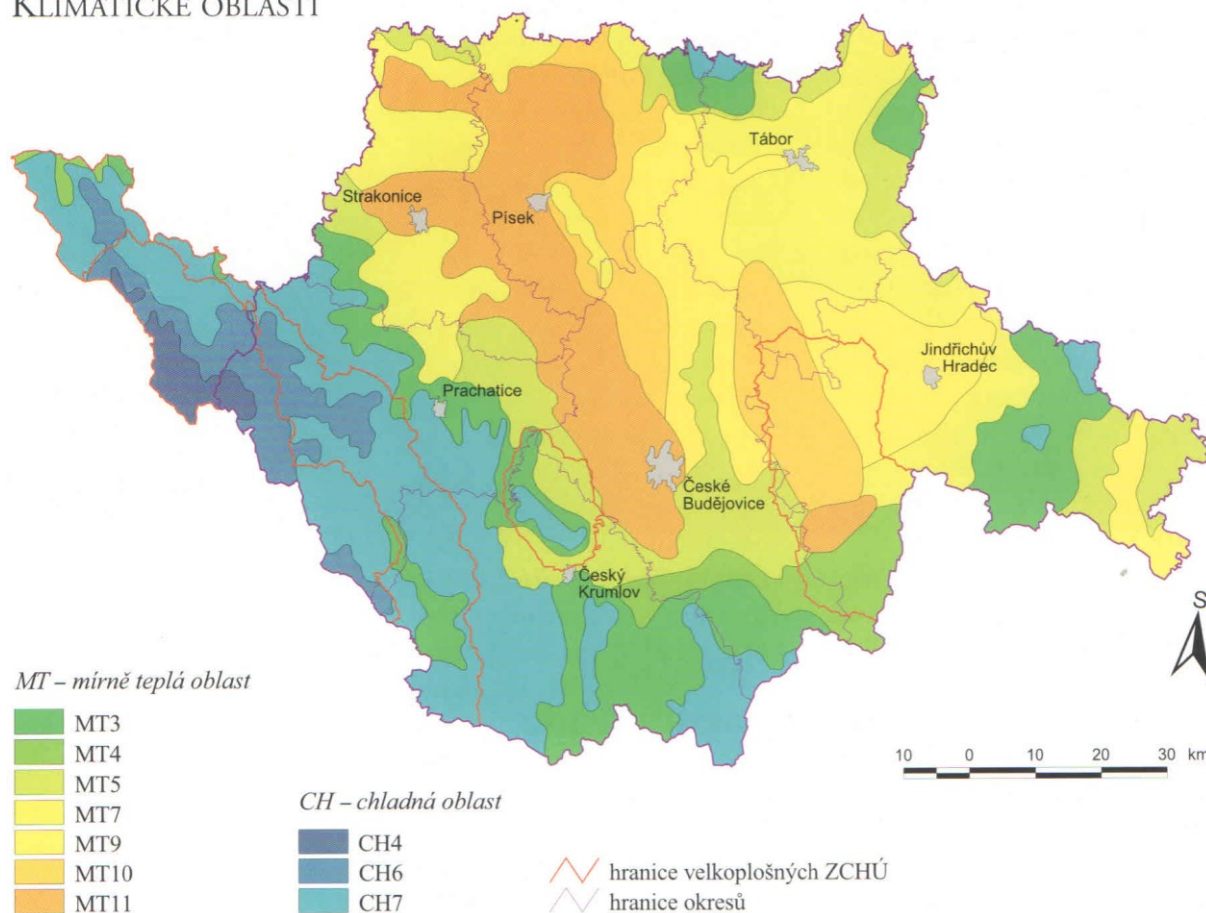 KLIMATICKÉ OBLASTI
Tábor
Strakonice
Písek
Jindřichův
Hradec
Prachatice
České
Budějovice
Český
Krumlov
S
MT – mírně teplá oblast
MT3
MT4
MT5
MT7
MT9
MT10
MT11
CH – chladná oblast
CH4
CH6
CH7
hranice velkoplošných ZCHÚ
hranice okresů
10 0 10 20 30 km